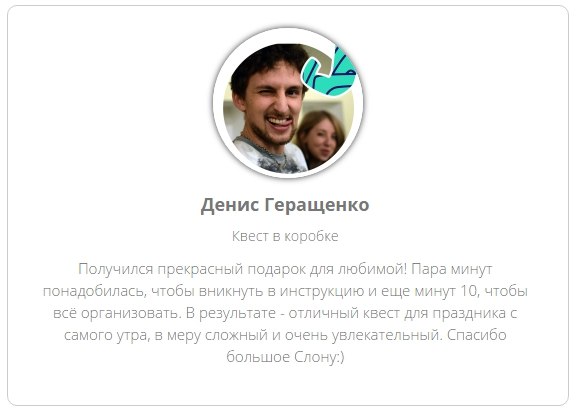 Денис Геращенко
Квест в коробке
Получился прекрасный подарок для любимой! Пара минут
понадобилась, чтобы вникнуть в инструкцию и еще минут 10, чтобы
всё организовать. В результате - отличный квест для праздника с
самого утра, в меру сложный и очень увлекательный. Спасибо
большое Слону:)